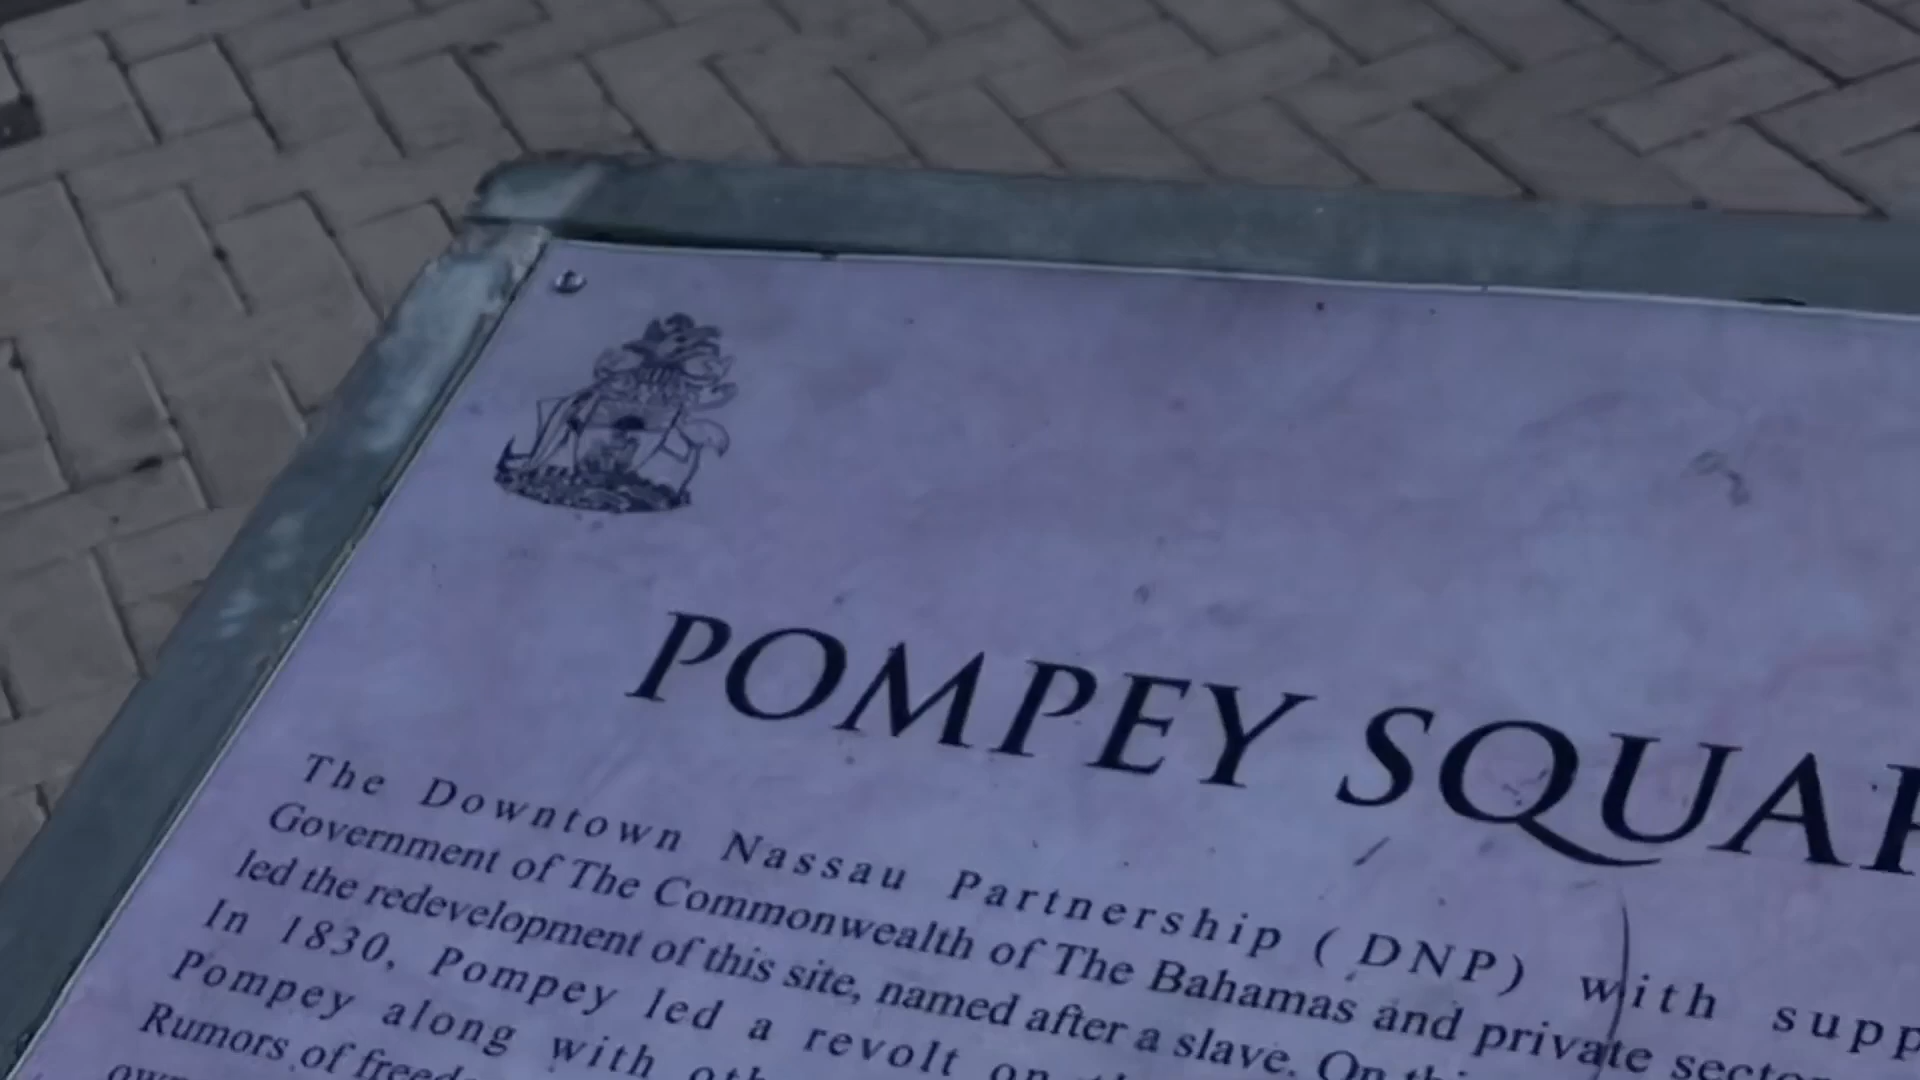 POMPEY SQUAR
The Downtown Nassau Partnership (DNP) with supp
Government of The Commonwealth of The Bahamas and private sector
led the redevelopment of this site, named after a slave. On thi
In 1830, Pompey led a revolt on
Pompey along with oth
Rumors of freed
own